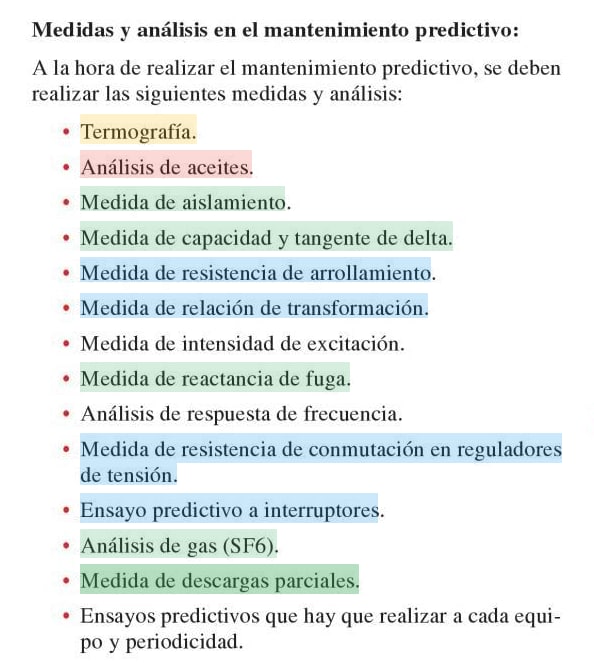 Medidas y análisis en el mantenimiento predictivo:
A la hora de realizar el mantenimiento predictivo, se deben
realizar las siguientes medidas y análisis:
• Termografía.
• Análisis de aceites.
• Medida de aislamiento.
• Medida de capacidad y tangente de delta.
• Medida de resistencia de arrollamiento.
• Medida de relación de transformación.
• Medida de intensidad de excitación.
• Medida de reactancia de fuga.
• Análisis de respuesta de frecuencia.
• Medida de resistencia de conmutación en reguladores
de tensión.
• Ensayo predictivo a interruptores.
• Análisis de gas (SF6).
• Medida de descargas parciales.
• Ensayos predictivos que hay que realizar a cada equi-
po y periodicidad.